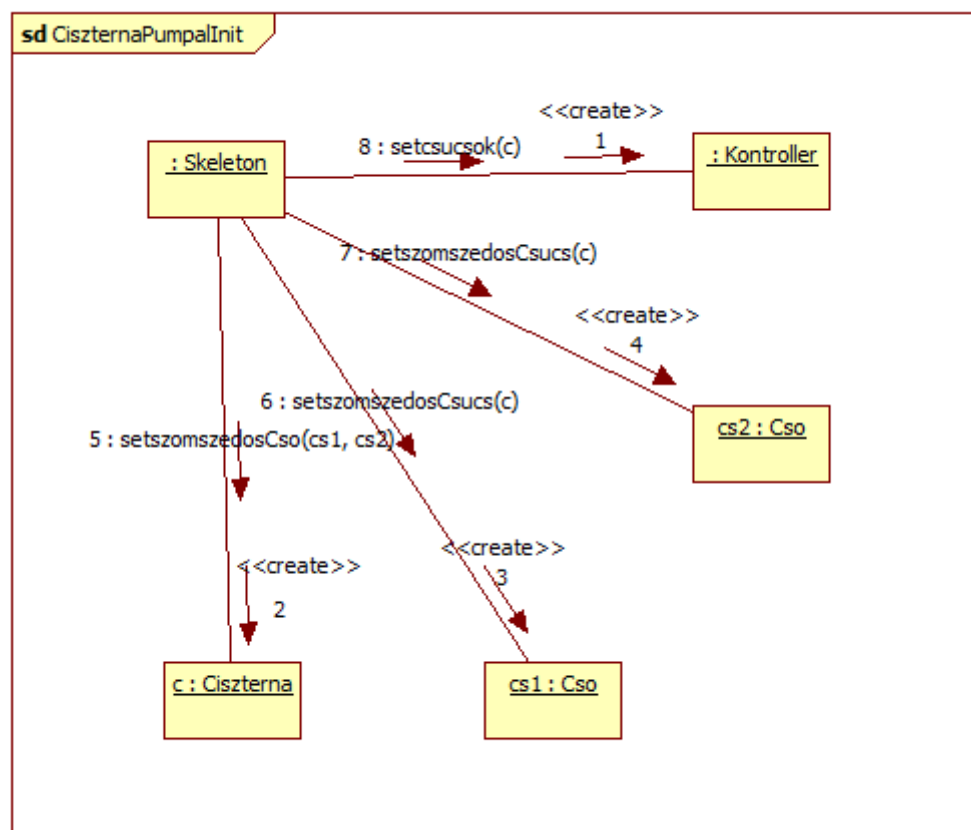 sd CiszternaPumpalInit
<<create>>
8 : setcsucsok(c)
1
: Skeleton
: Kontroller
7 : setszomszedosCsucs(c)
<<create>>
4
6 : setszomszedosCsucs(c)
cs2 : Cso
5 : setszomszedosCso(cs1, cs2)
<<create>>
3
<<create>>
2
c : Ciszterna
cs1 : Cso